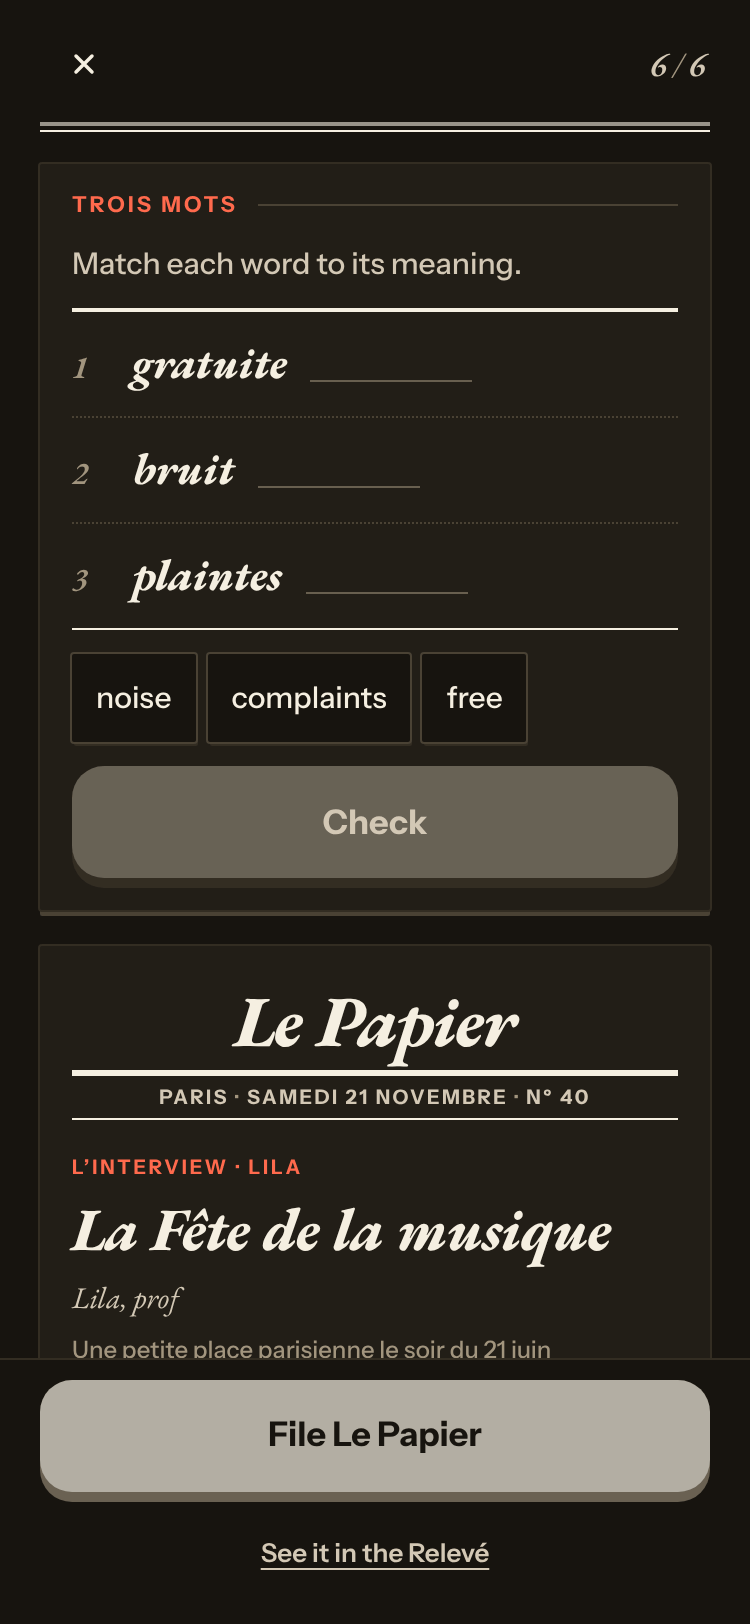 6/6
TROIS MOTS
Match each word to its meaning.
1 gratuite
2 bruit
3 plaintes
noise complaints free
Check
Le Papier
PARIS · SAMEDI 21 NOVEMBRE · N° 40
L’INTERVIEW · LILA
La Fête de la musique
Lila, prof
Une petite place parisienne le soir du 21 juin
File Le Papier
See it in the Relevé